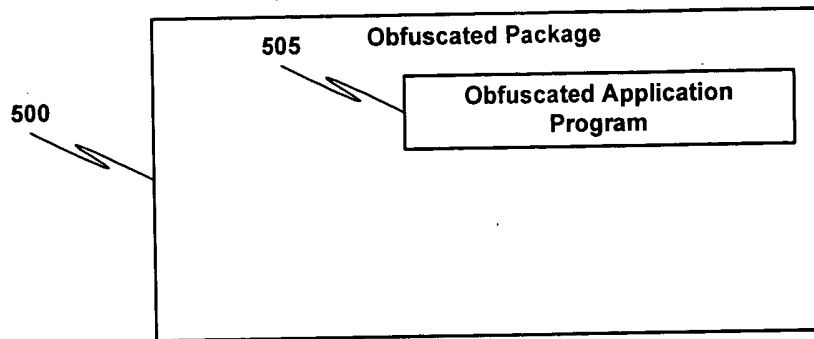 505
Obfuscated Package
Obfuscated Application
Program
500